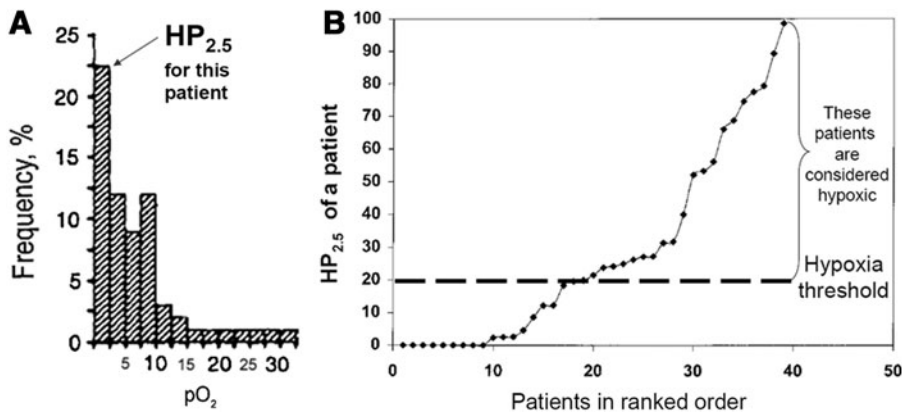 A
HP2.5
for this
patient
25
20
15
10
5
0
Frequency, %
5 10 15 20 25 30
pO2
B
100
90
80
70
60
50
40
30
20
10
0
HP2.5 of a patient
0 10 20 30 40 50
Patients in ranked order
These
patients
are
considered
hypoxic
Hypoxia
threshold